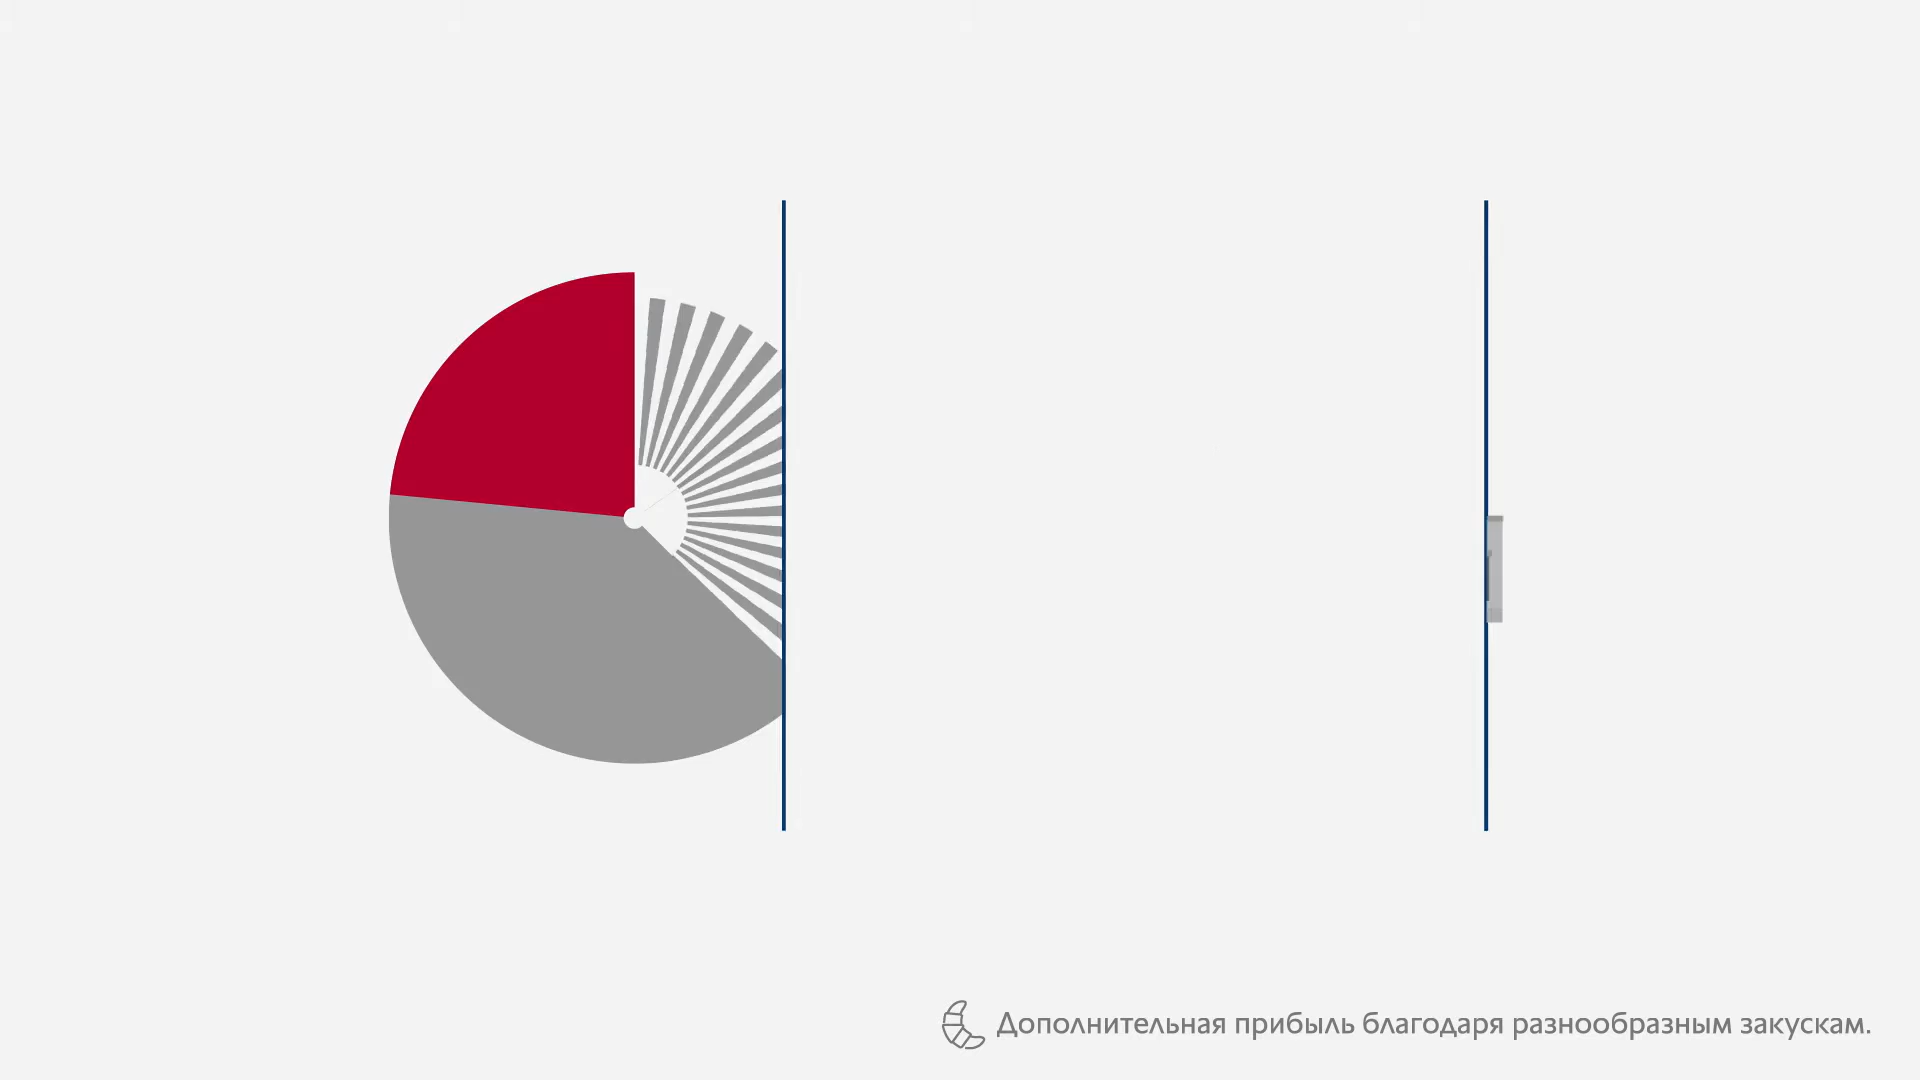 Дополнительная прибыль благодаря разнообразным закускам.